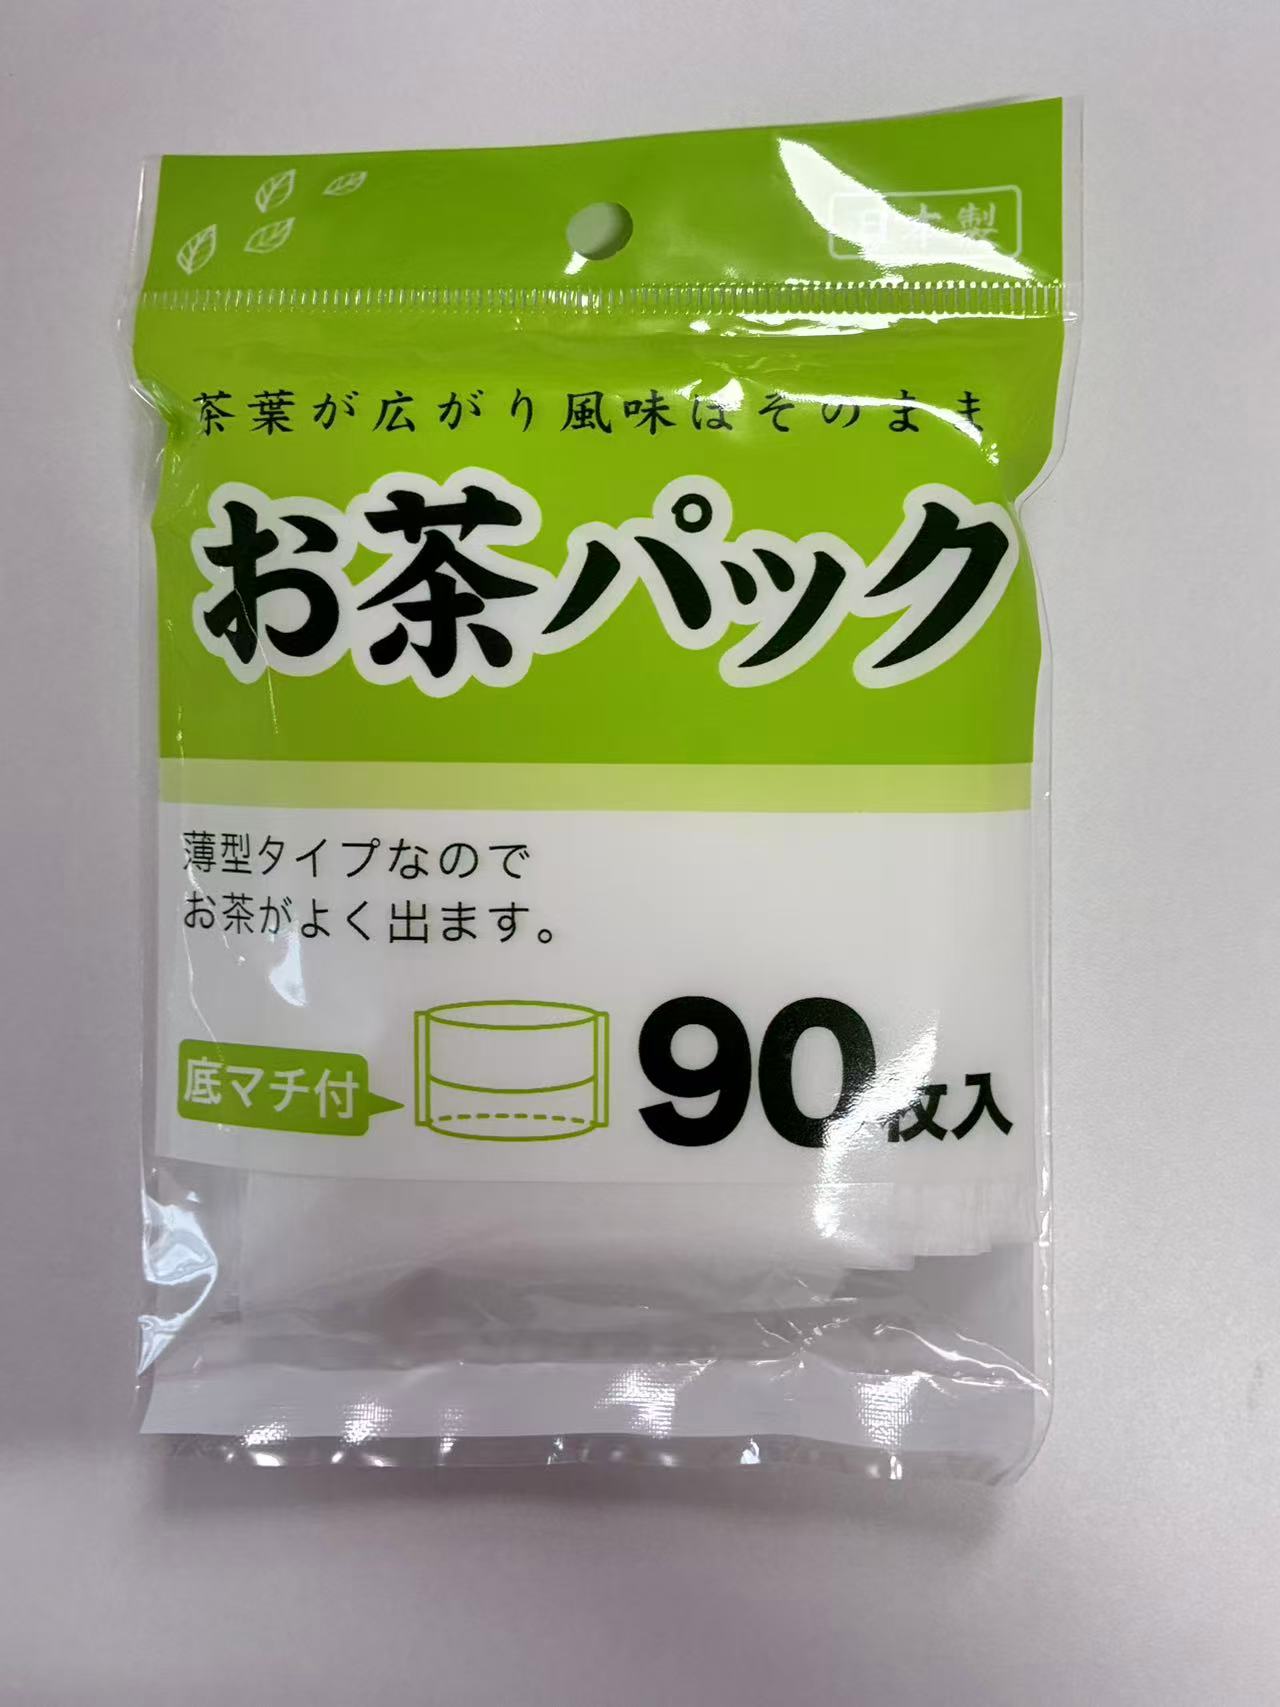 日本製
茶葉が広がり風味はそのまま
お茶パック
薄型タイプなので
お茶がよく出ます。
底マチ付
90枚入